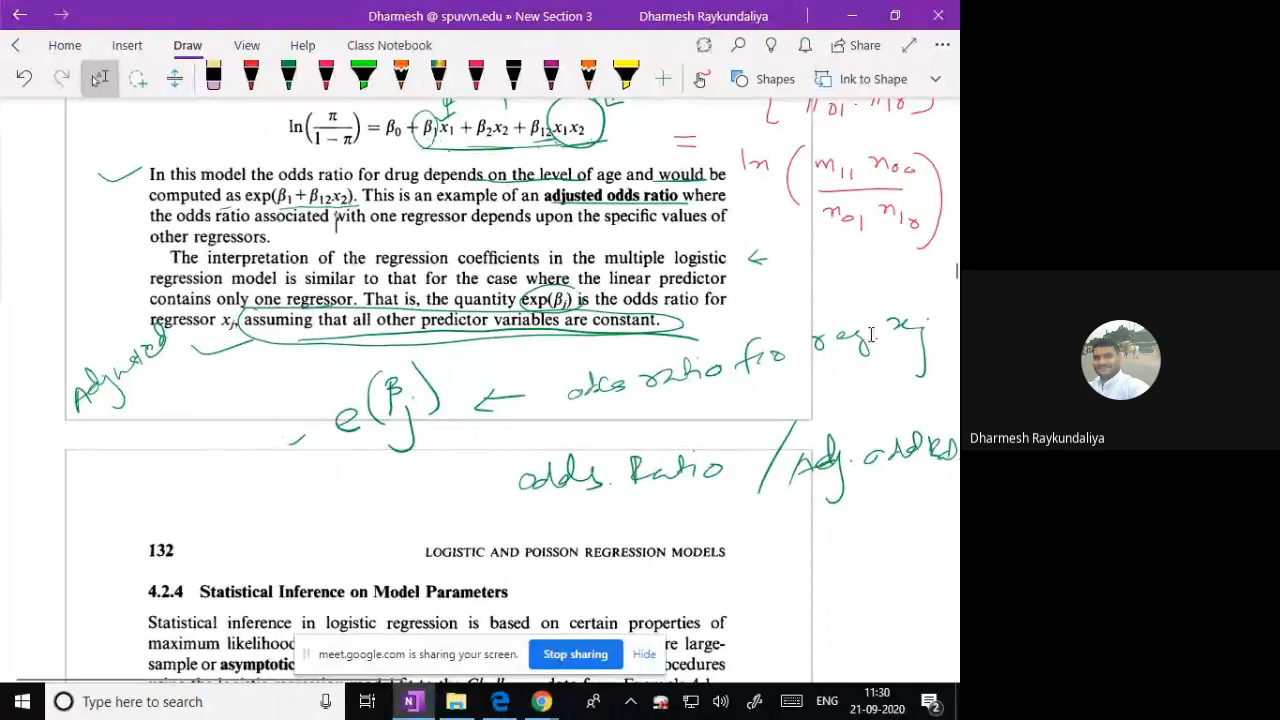 Dharmesh @ spuvvn.edu » New Section 3
Dharmesh Raykundaliya
Home Insert Draw View Help Class Notebook
Share
Shapes
Ink to Shape
ln(π/(1 − π)) = β0 + β1x1 + β2x2 + β12x1x2
In this model the odds ratio for drug depends on the level of age and would be
computed as exp(β1 + β12x2). This is an example of an adjusted odds ratio where
the odds ratio associated with one regressor depends upon the specific values of
other regressors.
The interpretation of the regression coefficients in the multiple logistic
regression model is similar to that for the case where the linear predictor
contains only one regressor. That is, the quantity exp(βj) is the odds ratio for
regressor xj, assuming that all other predictor variables are constant.
=
ln (n11 n00 / n01 n10)
Adjusted
e(βj) ← odds ratio for reg. xj
odds. Ratio / Adj. odd
Dharmesh Raykundaliya
132
LOGISTIC AND POISSON REGRESSION MODELS
4.2.4 Statistical Inference on Model Parameters
Statistical inference in logistic regression is based on certain properties of
maximum likelihood
re large-
sample or asymptotic
meet.google.com is sharing your screen.
Stop sharing
Hide
Type here to search
ENG
11:30
21-09-2020
2